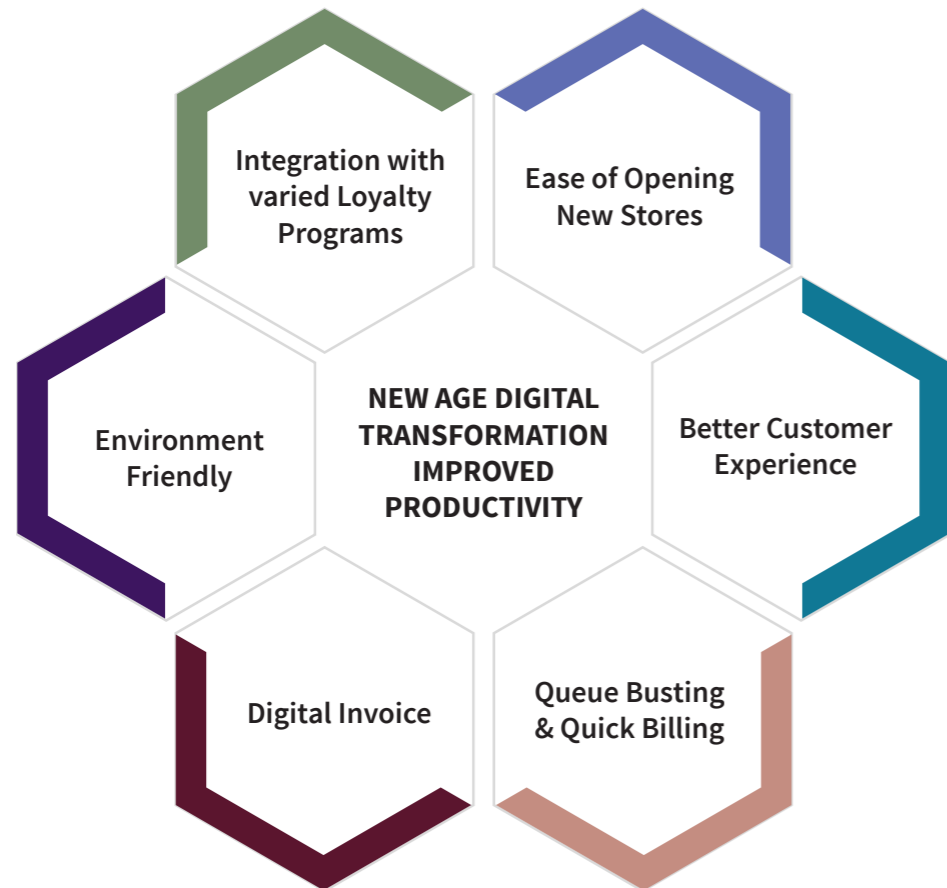 Integration with
varied Loyalty
Programs
Ease of Opening
New Stores
Environment
Friendly
NEW AGE DIGITAL
TRANSFORMATION
IMPROVED
PRODUCTIVITY
Better Customer
Experience
Digital Invoice
Queue Busting
& Quick Billing